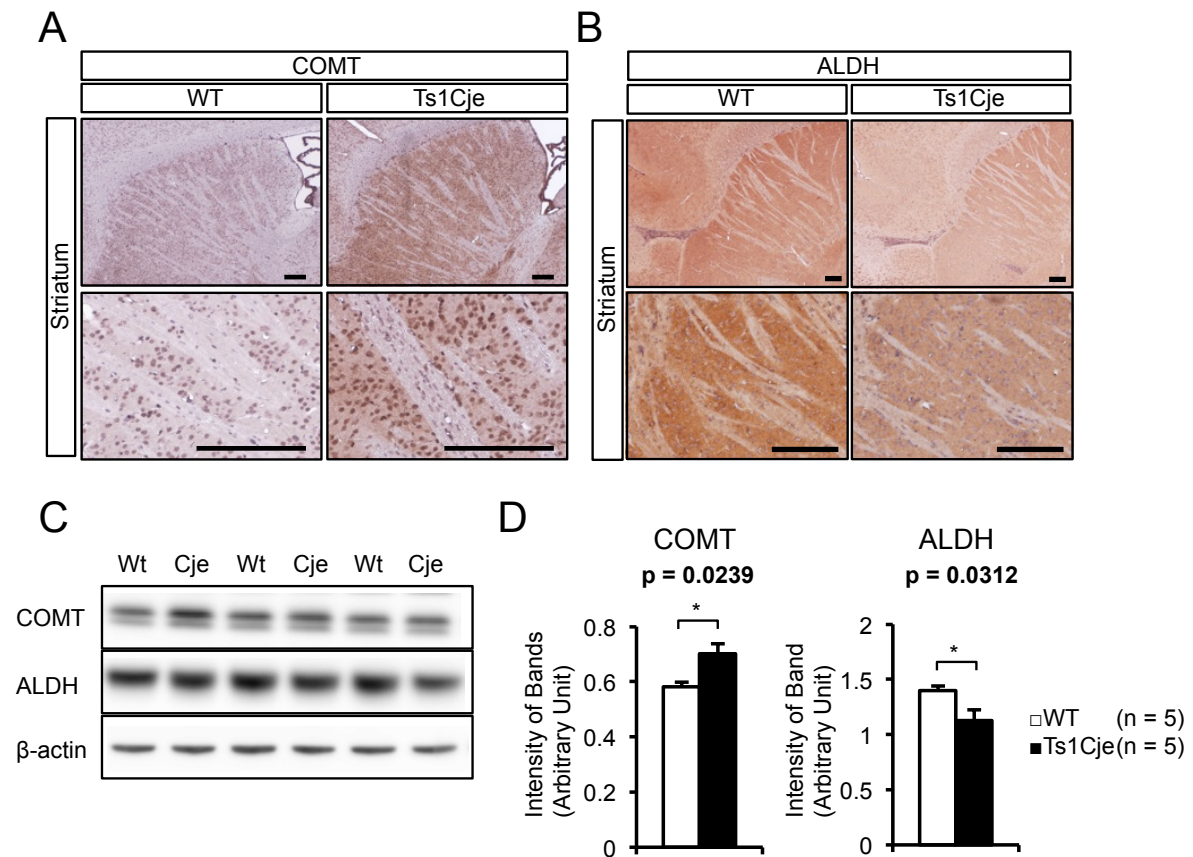 A
COMT
WT Ts1Cje
Striatum
B
ALDH
WT Ts1Cje
Striatum
C
Wt Cje Wt Cje Wt Cje
COMT
ALDH
β-actin
D
COMT
p = 0.0239
*
Intensity of Bands
(Arbitrary Unit)
0.8
0.6
0.4
0.2
0
ALDH
p = 0.0312
*
Intensity of Band
(Arbitrary Unit)
2
1.5
1
0.5
0
WT (n = 5)
Ts1Cje (n = 5)